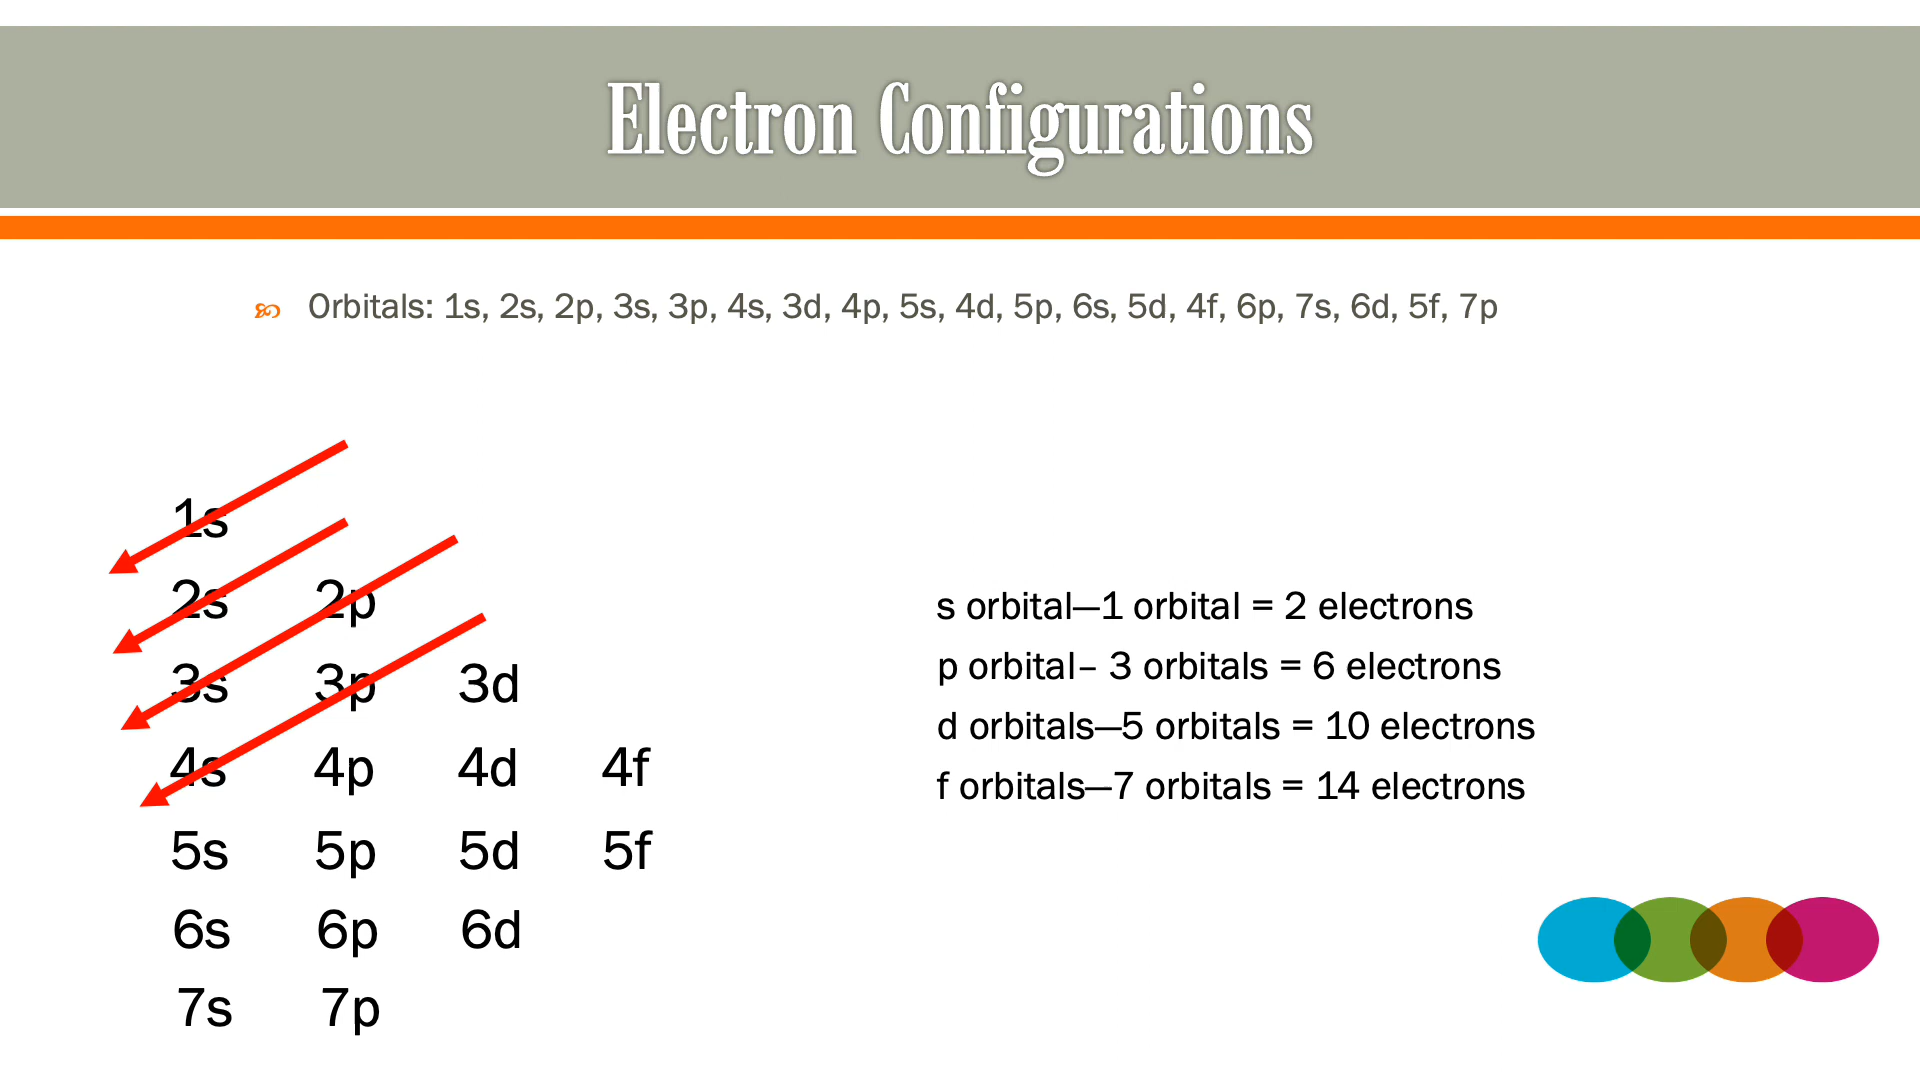 Electron Configurations
Orbitals: 1s, 2s, 2p, 3s, 3p, 4s, 3d, 4p, 5s, 4d, 5p, 6s, 5d, 4f, 6p, 7s, 6d, 5f, 7p
1s
2s 2p
3s 3p 3d
4s 4p 4d 4f
5s 5p 5d 5f
6s 6p 6d
7s 7p
s orbital—1 orbital = 2 electrons
p orbital– 3 orbitals = 6 electrons
d orbitals—5 orbitals = 10 electrons
f orbitals—7 orbitals = 14 electrons